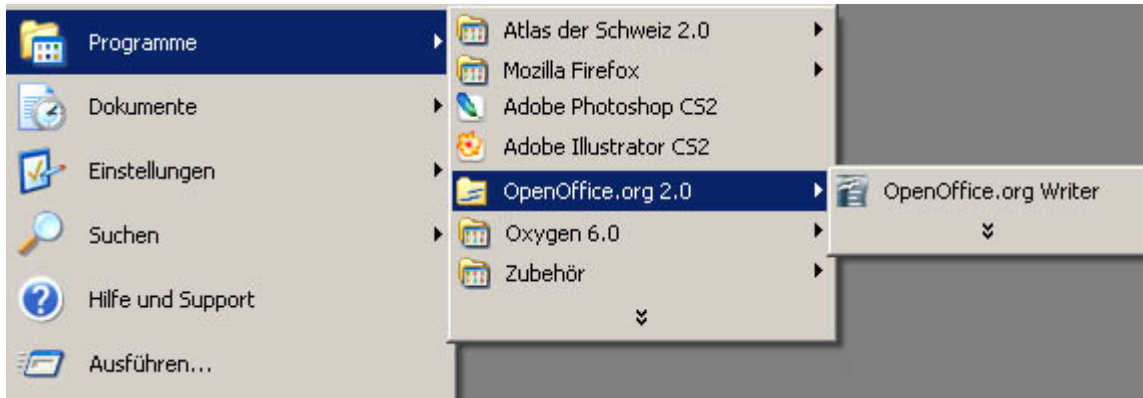 Programme
Dokumente
Einstellungen
Suchen
Hilfe und Support
Ausführen...
Atlas der Schweiz 2.0
Mozilla Firefox
Adobe Photoshop CS2
Adobe Illustrator CS2
OpenOffice.org 2.0
Oxygen 6.0
Zubehör
OpenOffice.org Writer